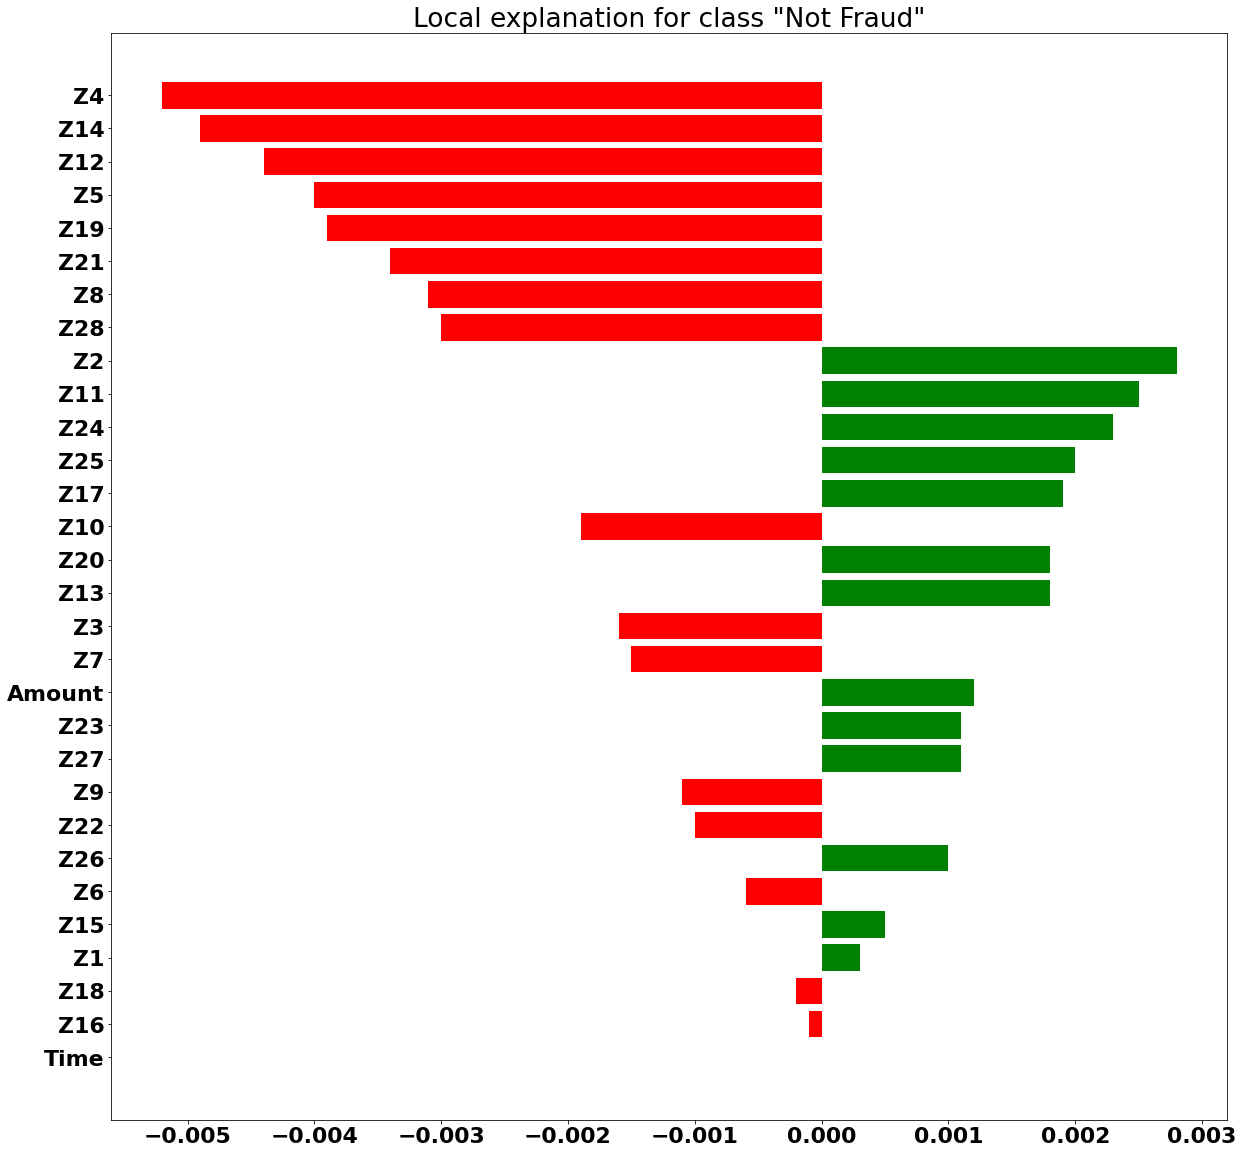 Local explanation for class "Not Fraud"
Z4
Z14
Z12
Z5
Z19
Z21
Z8
Z28
Z2
Z11
Z24
Z25
Z17
Z10
Z20
Z13
Z3
Z7
Amount
Z23
Z27
Z9
Z22
Z26
Z6
Z15
Z1
Z18
Z16
Time
−0.005 −0.004 −0.003 −0.002 −0.001 0.000 0.001 0.002 0.003